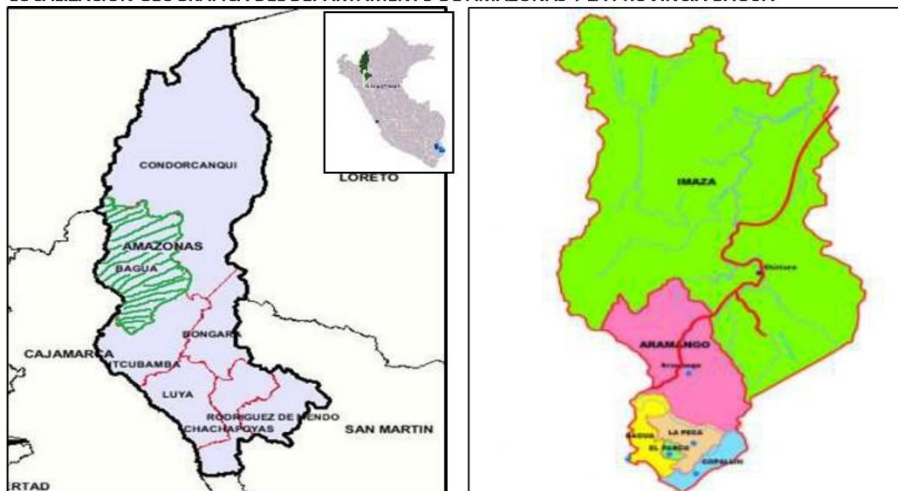 CONDORCANQUI
LORETO
AMAZONAS
BAGUA
BONGARA
CAJAMARCA
UTCUBAMBA
LUYA
RODRIGUEZ DE MENDO
CHACHAPOYAS
SAN MARTIN
ERTAD
IMAZA
ARAMANGO
BAGUA
LA PECA
EL PARCO
COPALLIN